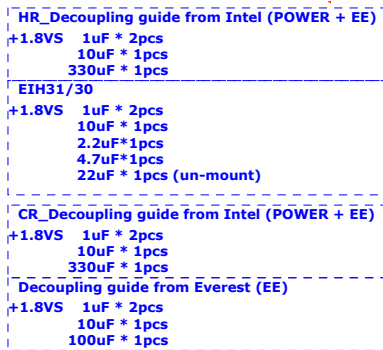 HR_Decoupling guide from Intel (POWER + EE)
+1.8VS 1uF * 2pcs
10uF * 1pcs
330uF * 1pcs
EIH31/30
+1.8VS 1uF * 2pcs
10uF * 1pcs
2.2uF*1pcs
4.7uF*1pcs
22uF * 1pcs (un-mount)
CR_Decoupling guide from Intel (POWER + EE)
+1.8VS 1uF * 2pcs
10uF * 1pcs
330uF * 1pcs
Decoupling guide from Everest (EE)
+1.8VS 1uF * 2pcs
10uF * 1pcs
100uF * 1pcs